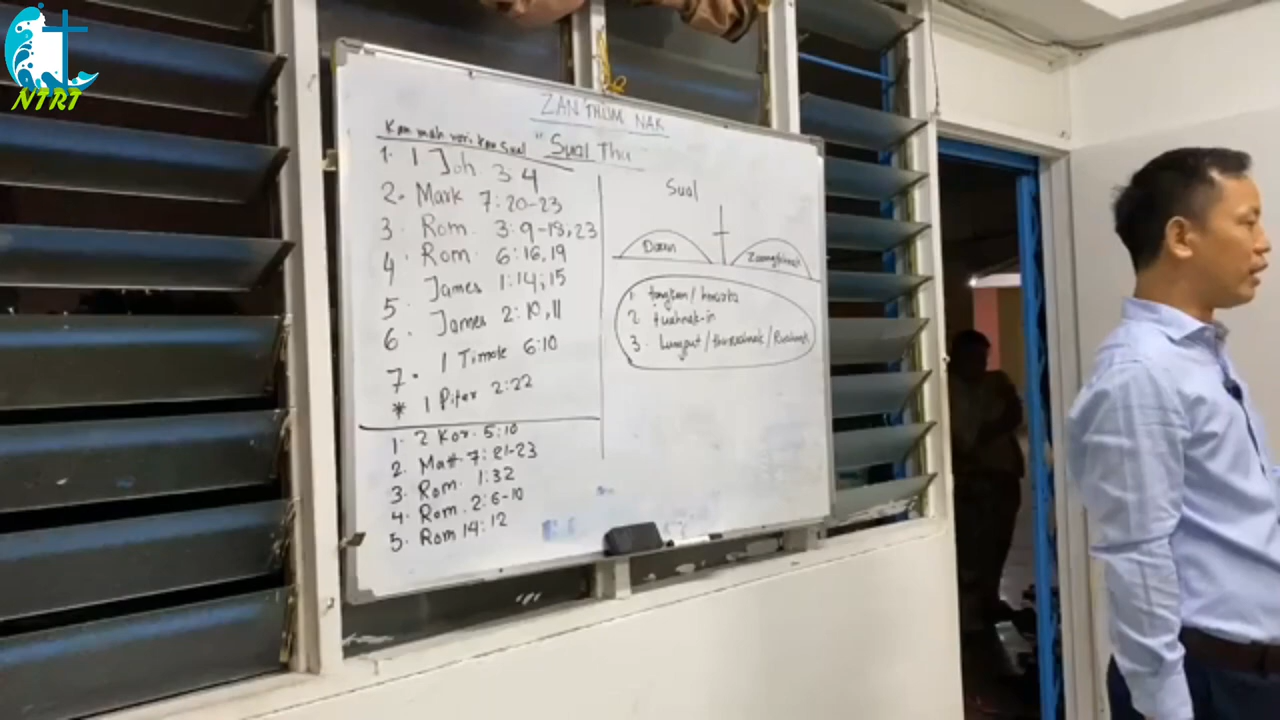 NTRT
ZAN THUM NAK
"Sual Thu
1. 1 Joh. 3:4
2. Mark 7:20-23
3. Rom. 3:9-18,23
4. Rom. 6:16,19
5. James 1:14;15
6. James 2:10,11
7. 1 Timote 6:10
* 1 Piter 2:22
1. 2 Kor. 5:10
2. Matt 7:21-23
3. Rom. 1:32
4. Rom. 2:6-10
5. Rom 14:12
Sual
1
2 tuahnak-in
3.